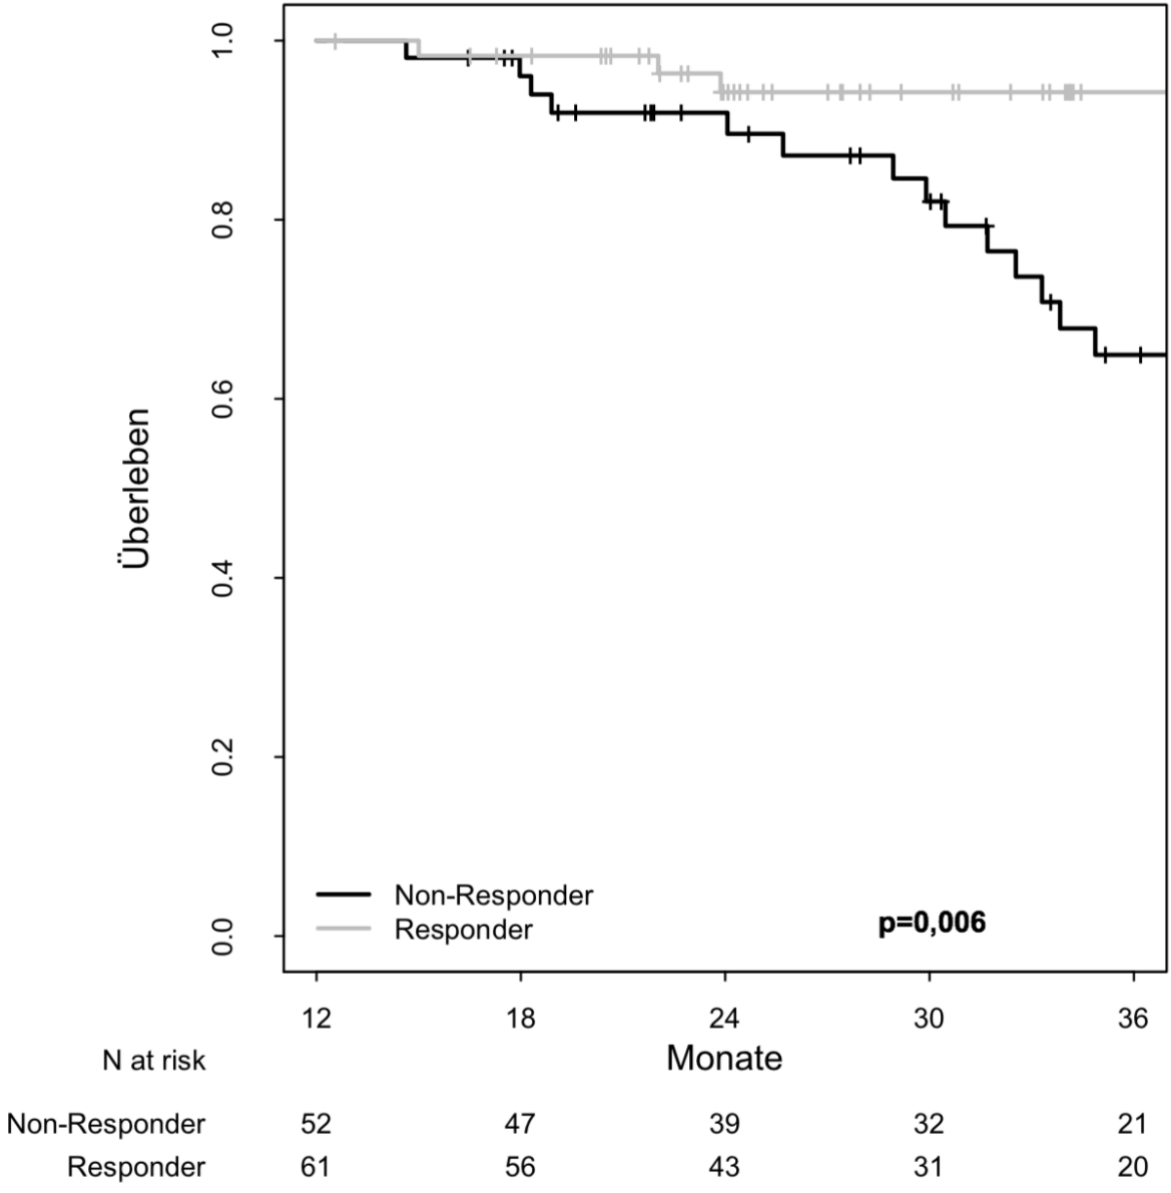 1.0
0.8
0.6
0.4
0.2
0.0
Überleben
Non-Responder
Responder
p=0,006
12 18 24 30 36
Monate
N at risk
Non-Responder 52 47 39 32 21
Responder 61 56 43 31 20